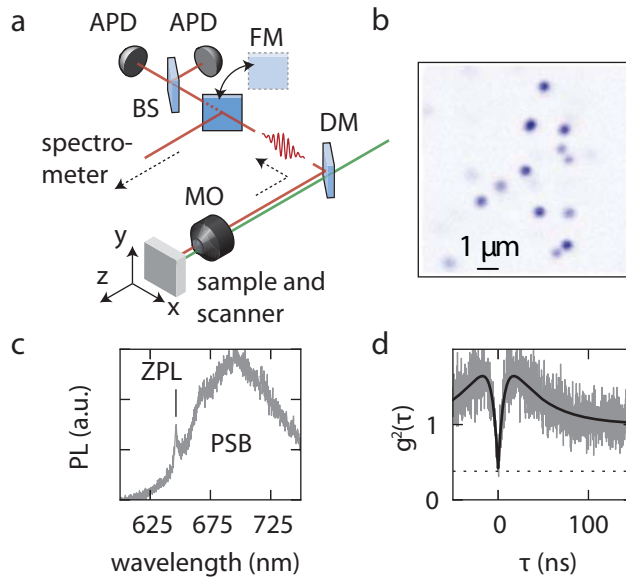 a
APD APD
FM
BS
DM
spectro-
meter
MO
y
z
x
sample and
scanner
b
1 µm
c
ZPL
PSB
PL (a.u.)
625 675 725
wavelength (nm)
d
g²(τ)
1
0
0 100
τ (ns)